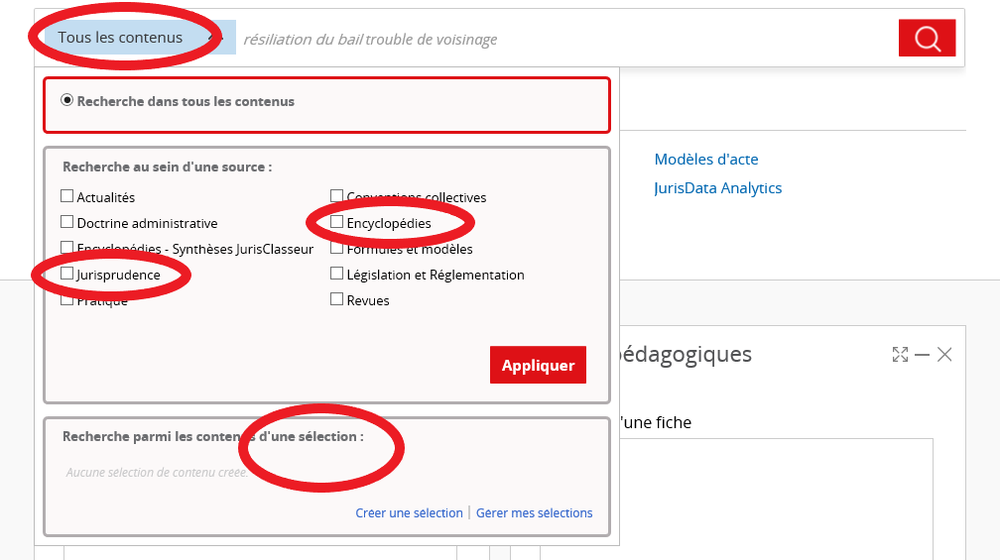 Tous les contenus résiliation du bail trouble de voisinage
Recherche dans tous les contenus
Modèles d'acte
JurisData Analytics
Recherche au sein d'une source :
Actualités
Conventions collectives
Doctrine administrative
Encyclopédies
Encyclopédies - Synthèses JurisClasseur
Formules et modèles
Jurisprudence
Législation et Réglementation
Pratique
Revues
Appliquer
pédagogiques
'une fiche
Recherche parmi les contenus d'une sélection :
Aucune sélection de contenu créée.
Créer une sélection | Gérer mes sélections